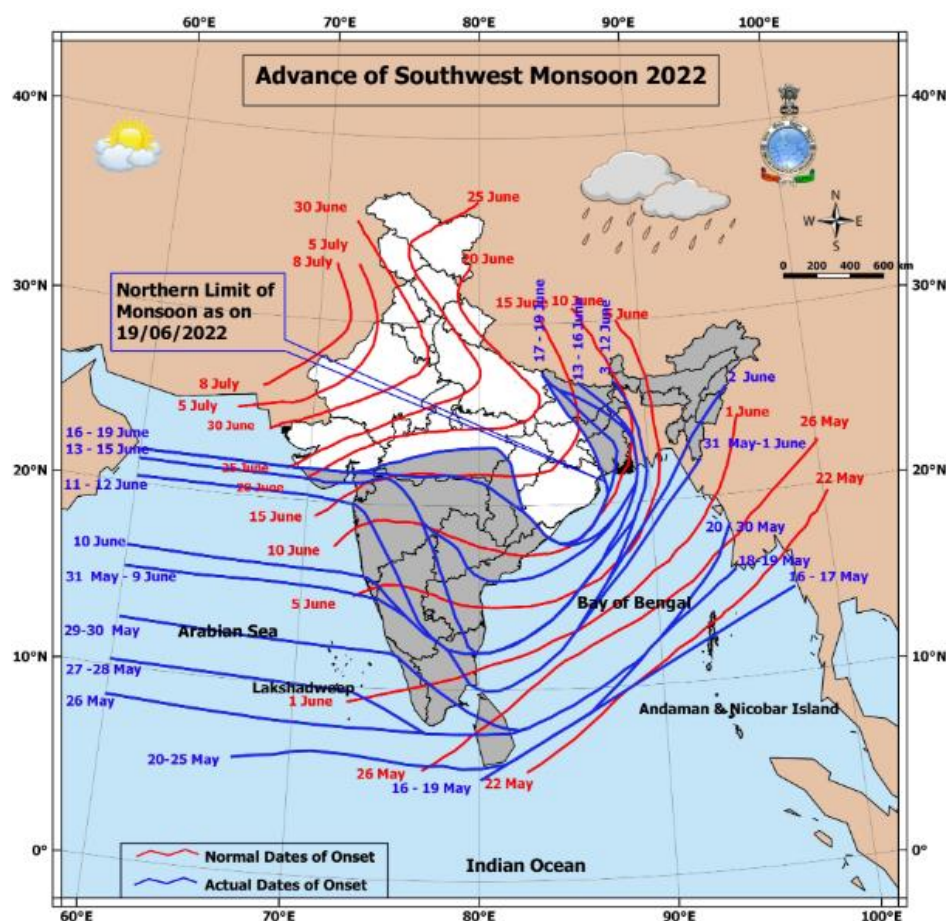 60°E
70°E
80°E
90°E
100°E
Advance of Southwest Monsoon 2022
40°N
40°N
30 June
25 June
N
W
E
S
5 July
8 July
20 June
0 200 400 600 km
30°N
30°N
Northern Limit of
Monsoon as on
19/06/2022
15 June
10 June
5 June
17 - 19 June
13 - 16 June
3 - 12 June
2 June
8 July
5 July
30 June
1 June
26 May
16 - 19 June
13 - 15 June
31 May-1 June
25 June
20°N
20°N
22 May
11 - 12 June
20 June
15 June
20 - 30 May
10 June
10 June
18-19 May
16 - 17 May
31 May - 9 June
5 June
Bay of Bengal
29-30 May
Arabian Sea
10°N
10°N
27 -28 May
Lakshadweep
1 June
26 May
Andaman & Nicobar Island
20-25 May
26 May
16 - 19 May
22 May
0°
0°
Normal Dates of Onset
Actual Dates of Onset
Indian Ocean
60°E
70°E
80°E
90°E
100°E